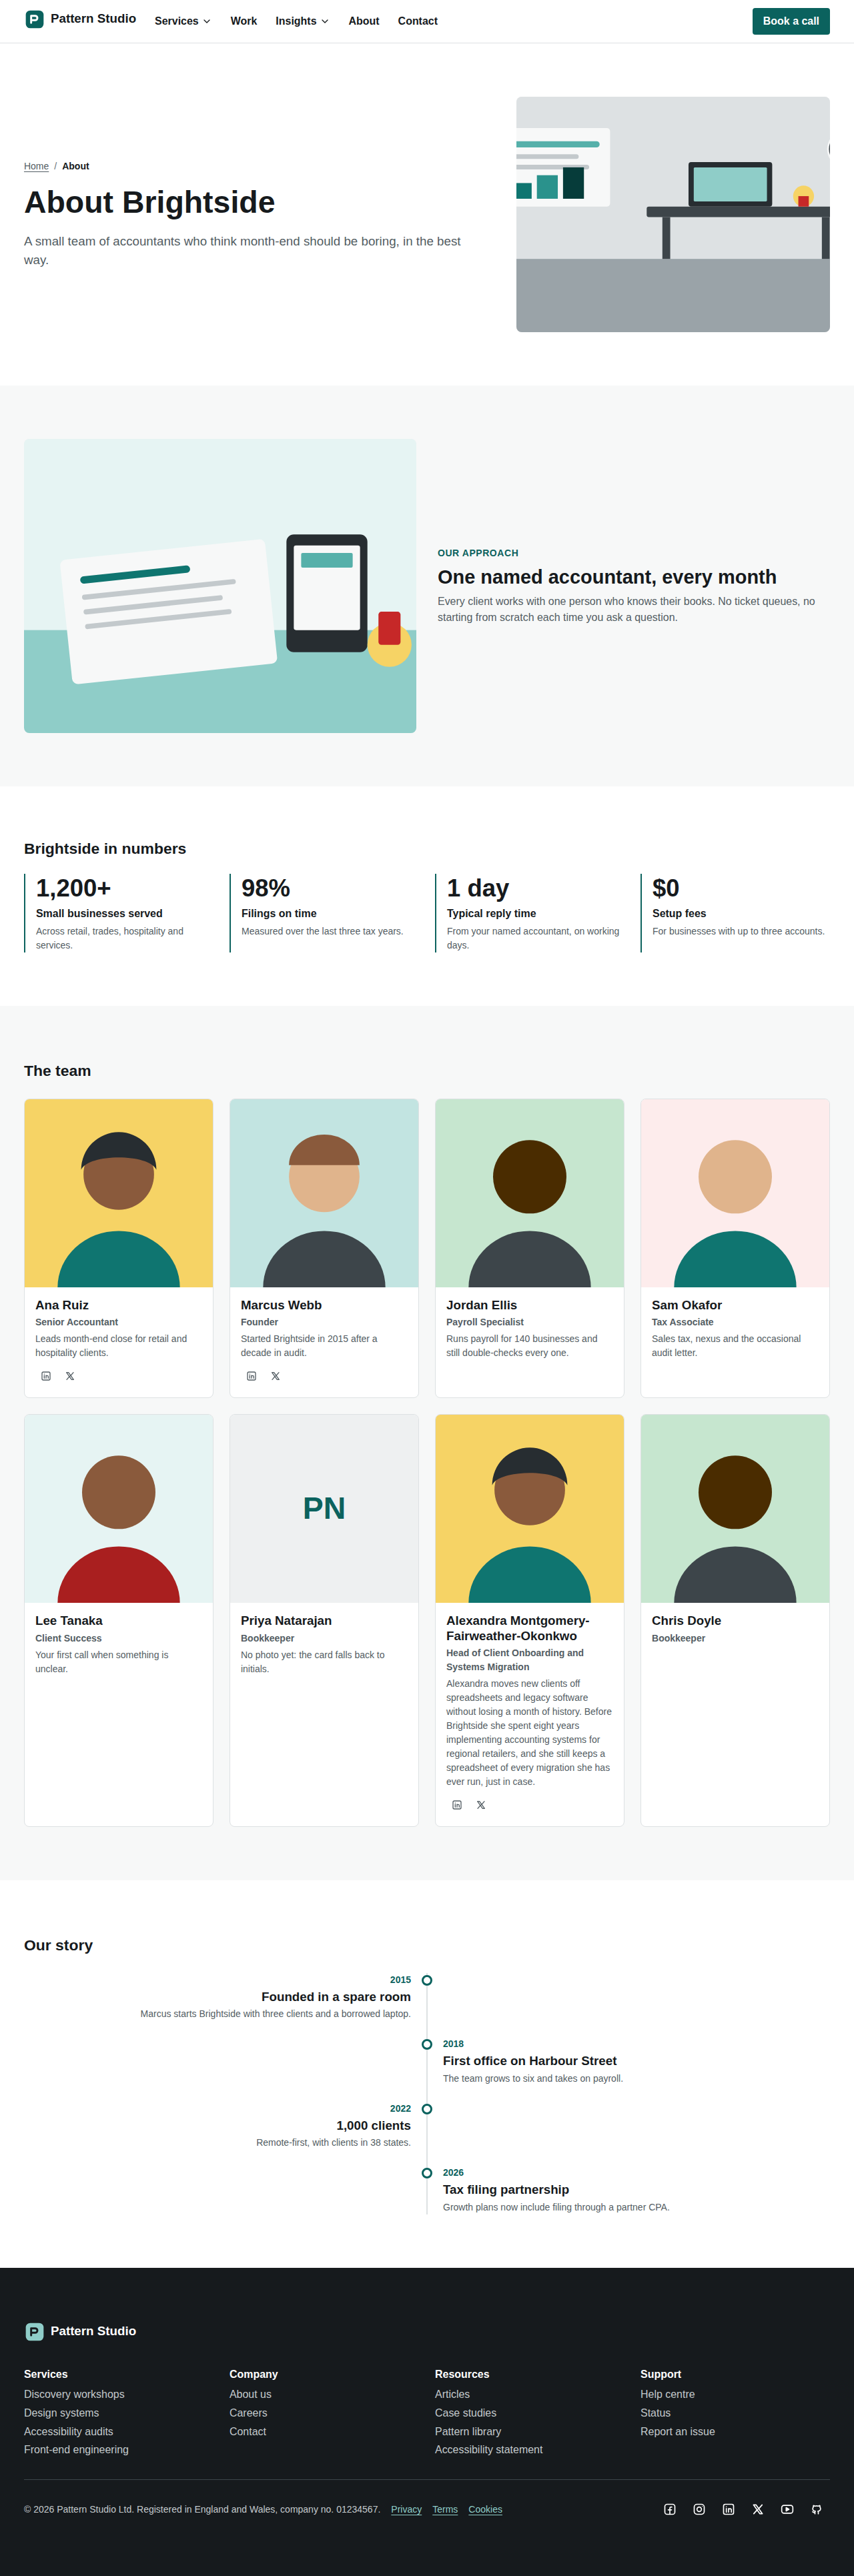 Pattern Studio
Services
Work
Insights
About
Contact
Book a call
Home / About
About Brightside
A small team of accountants who think month-end should be boring, in the best
way.
OUR APPROACH
One named accountant, every month
Every client works with one person who knows their books. No ticket queues, no
starting from scratch each time you ask a question.
Brightside in numbers
1,200+
Small businesses served
Across retail, trades, hospitality and
services.
98%
Filings on time
Measured over the last three tax years.
1 day
Typical reply time
From your named accountant, on working
days.
$0
Setup fees
For businesses with up to three accounts.
The team
Ana Ruiz
Senior Accountant
Leads month-end close for retail and
hospitality clients.
Marcus Webb
Founder
Started Brightside in 2015 after a
decade in audit.
Jordan Ellis
Payroll Specialist
Runs payroll for 140 businesses and
still double-checks every one.
Sam Okafor
Tax Associate
Sales tax, nexus and the occasional
audit letter.
Lee Tanaka
Client Success
Your first call when something is
unclear.
PN
Priya Natarajan
Bookkeeper
No photo yet: the card falls back to
initials.
Alexandra Montgomery-
Fairweather-Okonkwo
Head of Client Onboarding and
Systems Migration
Alexandra moves new clients off
spreadsheets and legacy software
without losing a month of history. Before
Brightside she spent eight years
implementing accounting systems for
regional retailers, and she still keeps a
spreadsheet of every migration she has
ever run, just in case.
Chris Doyle
Bookkeeper
Our story
2015
Founded in a spare room
Marcus starts Brightside with three clients and a borrowed laptop.
2018
First office on Harbour Street
The team grows to six and takes on payroll.
2022
1,000 clients
Remote-first, with clients in 38 states.
2026
Tax filing partnership
Growth plans now include filing through a partner CPA.
Pattern Studio
Services
Discovery workshops
Design systems
Accessibility audits
Front-end engineering
Company
About us
Careers
Contact
Resources
Articles
Case studies
Pattern library
Accessibility statement
Support
Help centre
Status
Report an issue
© 2026 Pattern Studio Ltd. Registered in England and Wales, company no. 01234567. Privacy Terms Cookies